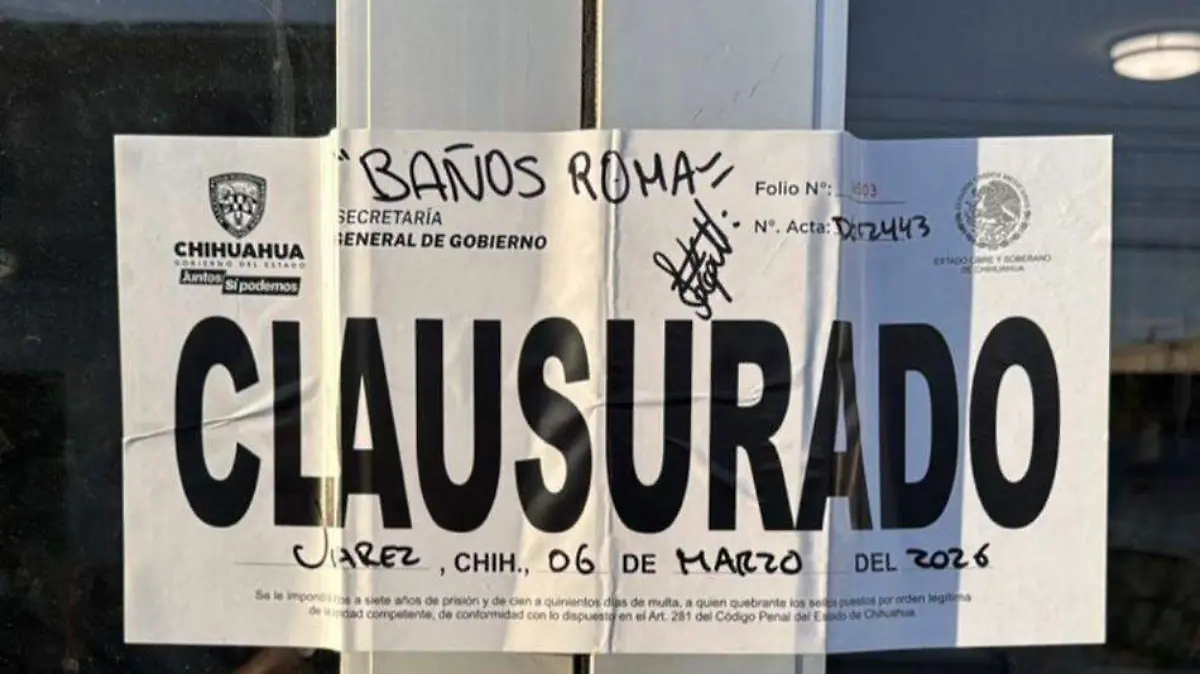 "BAÑOS ROMA"
CHIHUAHUA
GOBIERNO DEL ESTADO
Juntos Sí podemos
SECRETARÍA
GENERAL DE GOBIERNO
Folio Nº:
Nº. Acta:
ESTADO LIBRE Y SOBERANO
DE CHIHUAHUA
CLAUSURADO
JUAREZ, CHIH., 06 DE MARZO DEL 2026
Se le impondrá a siete años de prisión y de cien a quinientos días de multa, a quien quebrante los sellos puestos por orden legítima
de autoridad competente, de conformidad con lo dispuesto en el Art. 281 del Código Penal del Estado de Chihuahua.